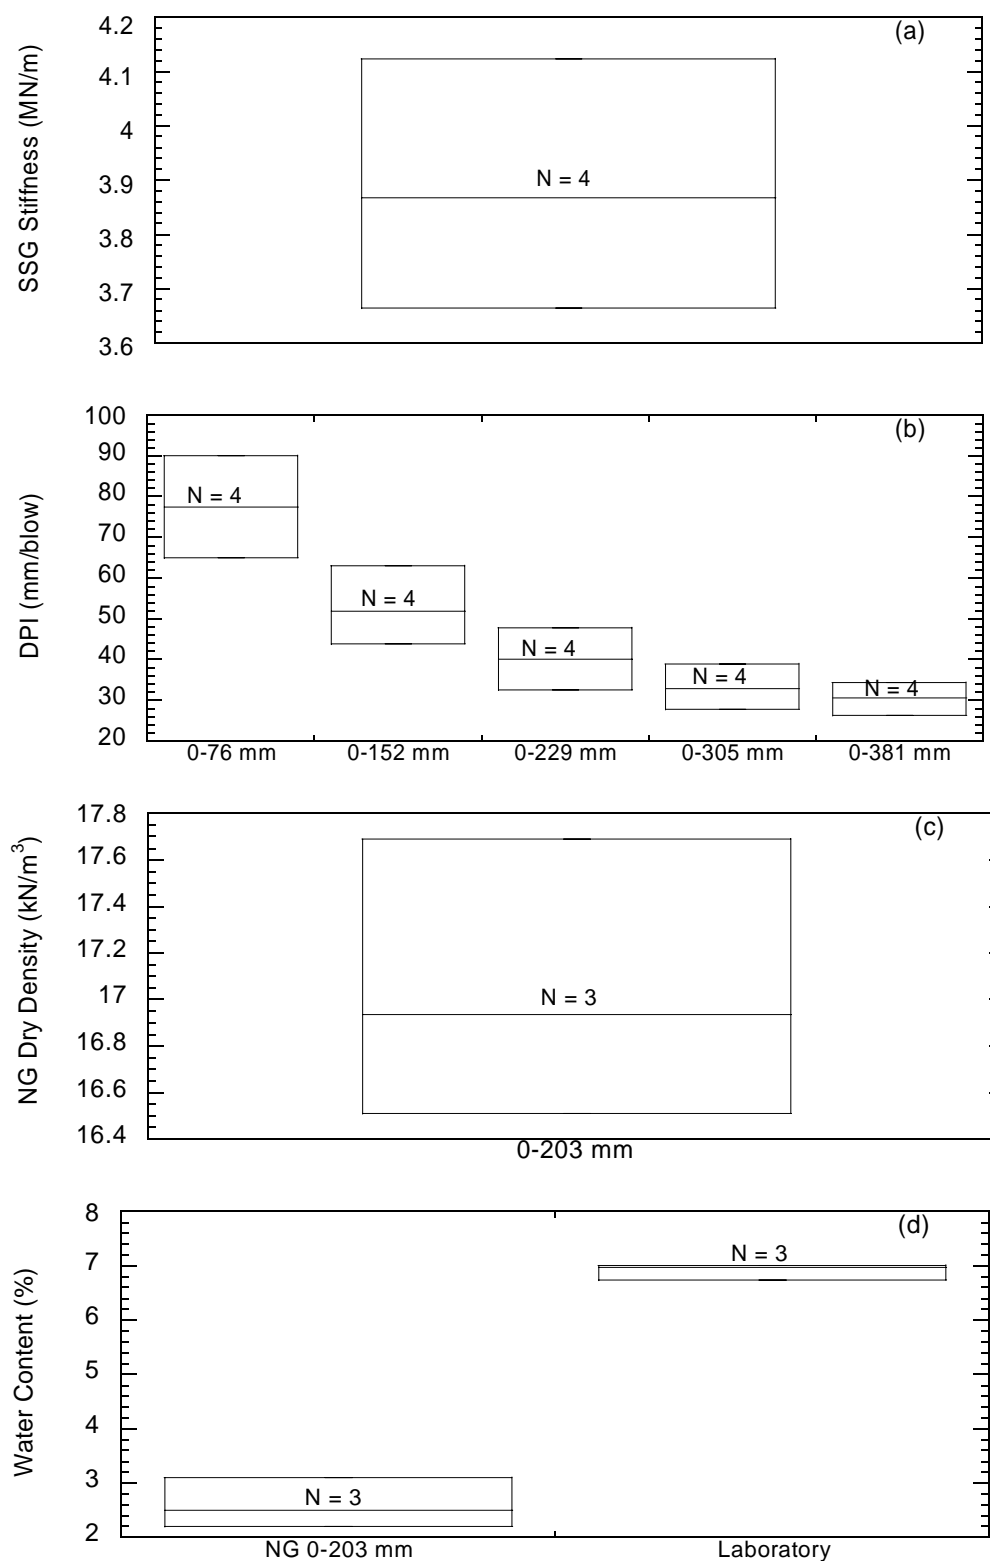 (a)
SSG Stiffness (MN/m)
4.2
4.1
4
3.9
3.8
3.7
3.6
N = 4
(b)
DPI (mm/blow)
100
90
80
70
60
50
40
30
20
N = 4
N = 4
N = 4
N = 4
N = 4
0-76 mm 0-152 mm 0-229 mm 0-305 mm 0-381 mm
(c)
NG Dry Density (kN/m³)
17.8
17.6
17.4
17.2
17
16.8
16.6
16.4
N = 3
0-203 mm
(d)
Water Content (%)
8
7
6
5
4
3
2
N = 3
N = 3
NG 0-203 mm Laboratory